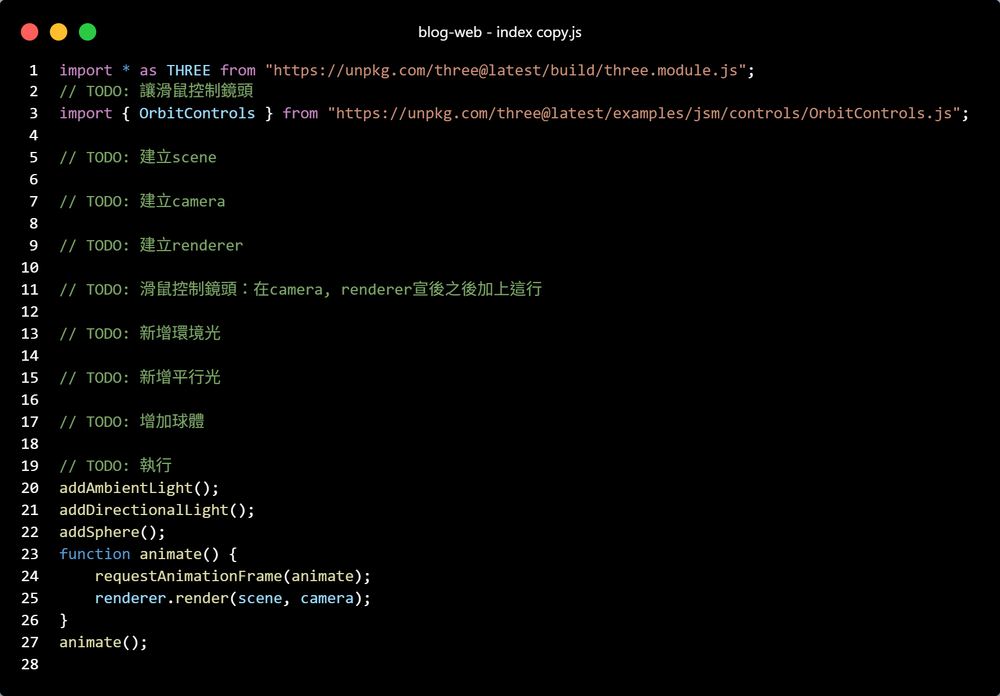 blog-web - index copy.js
1 import * as THREE from "https://unpkg.com/three@latest/build/three.module.js";
2 // TODO: 讓滑鼠控制鏡頭
3 import { OrbitControls } from "https://unpkg.com/three@latest/examples/jsm/controls/OrbitControls.js";
4
5 // TODO: 建立scene
6
7 // TODO: 建立camera
8
9 // TODO: 建立renderer
10
11 // TODO: 滑鼠控制鏡頭：在camera, renderer宣後之後加上這行
12
13 // TODO: 新增環境光
14
15 // TODO: 新增平行光
16
17 // TODO: 增加球體
18
19 // TODO: 執行
20 addAmbientLight();
21 addDirectionalLight();
22 addSphere();
23 function animate() {
24     requestAnimationFrame(animate);
25     renderer.render(scene, camera);
26 }
27 animate();
28